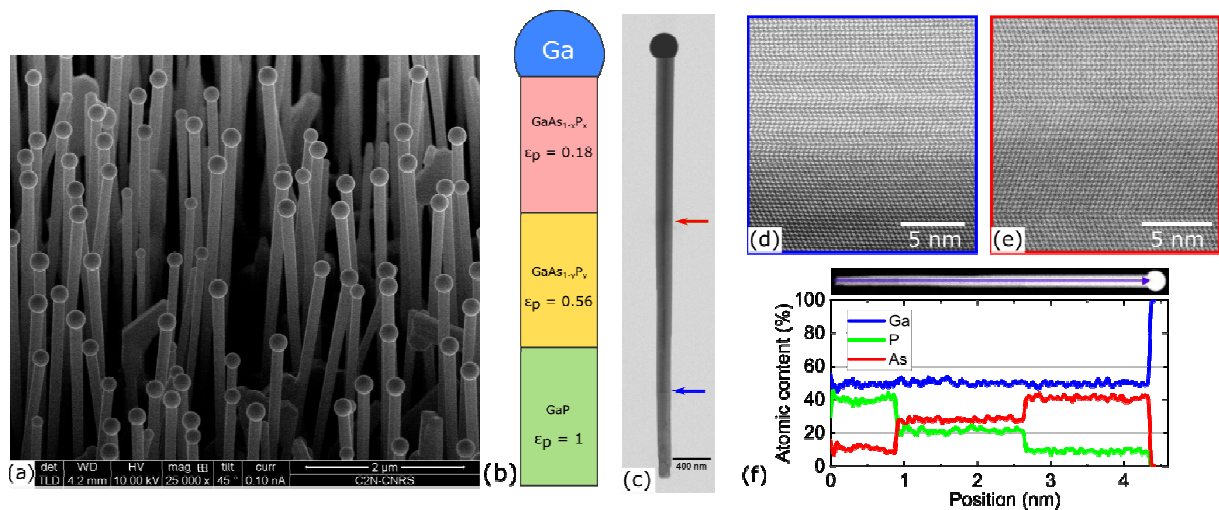 (a)
det WD HV mag 田 tilt curr
TLD 4.2 mm 10.00 kV 25 000 x 45 ° 0.10 nA
2 µm
C2N-CNRS
(b)
Ga
GaAs₁₋ₓPₓ
εp = 0.18
GaAs₁₋ᵧPᵧ
εp = 0.56
GaP
εp = 1
(c)
400 nm
(d)
5 nm
(e)
5 nm
(f)
Atomic content (%)
100
80
60
40
20
0
Ga
P
As
0 1 2 3 4
Position (nm)